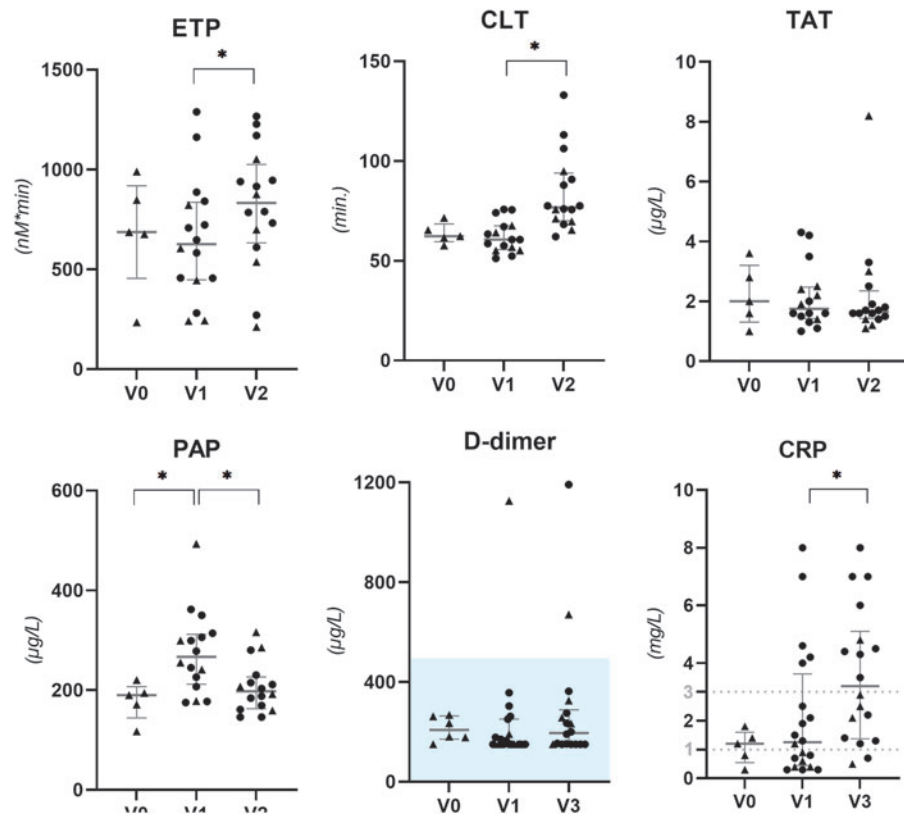 ETP
CLT
TAT
*
*
1500
1000
500
0
(nM*min)
V0
V1
V2
150
100
50
0
(min.)
V0
V1
V2
10
8
6
4
2
0
(µg/L)
V0
V1
V2
PAP
D-dimer
CRP
*
*
*
600
400
200
0
(µg/L)
V0
V1
V2
1200
800
400
0
(µg/L)
V0
V1
V3
10
8
6
4
3
2
1
0
(mg/L)
V0
V1
V3